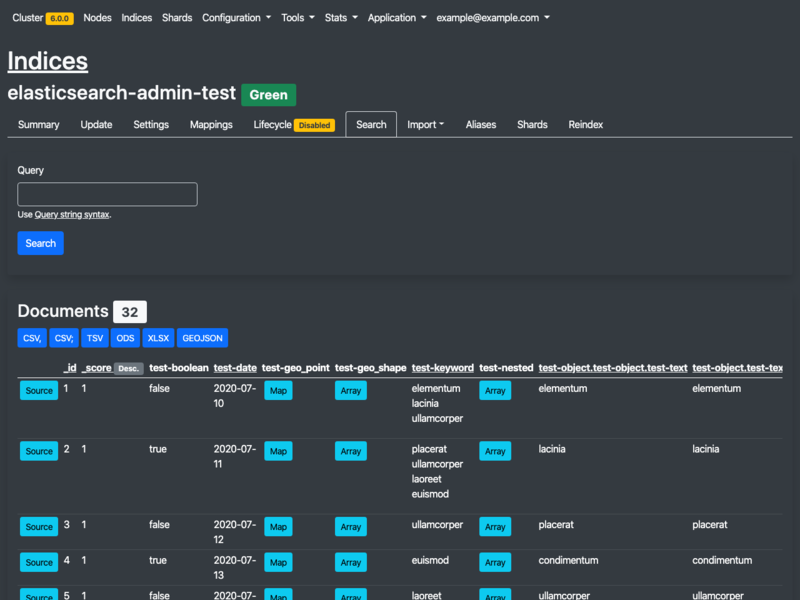 Cluster 6.0.0 Nodes Indices Shards Configuration Tools Stats Application example@example.com
Indices
elasticsearch-admin-test Green
Summary Update Settings Mappings Lifecycle Disabled Search Import Aliases Shards Reindex
Query
Use Query string syntax.
Search
Documents 32
CSV, CSV; TSV ODS XLSX GEOJSON
_id _score Desc. test-boolean test-date test-geo_point test-geo_shape test-keyword test-nested test-object.test-object.test-text test-object.test-tex
Source 1 1 false 2020-07- Map Array elementum Array elementum elementum
10 lacinia
ullamcorper
Source 2 1 true 2020-07- Map Array placerat Array lacinia lacinia
11 ullamcorper
laoreet
euismod
Source 3 1 false 2020-07- Map Array ullamcorper Array placerat placerat
12
Source 4 1 true 2020-07- Map Array euismod Array condimentum condimentum
13
Source 5 1 false 2020-07- Map Array laoreet Array ullamcorper ullamcorper